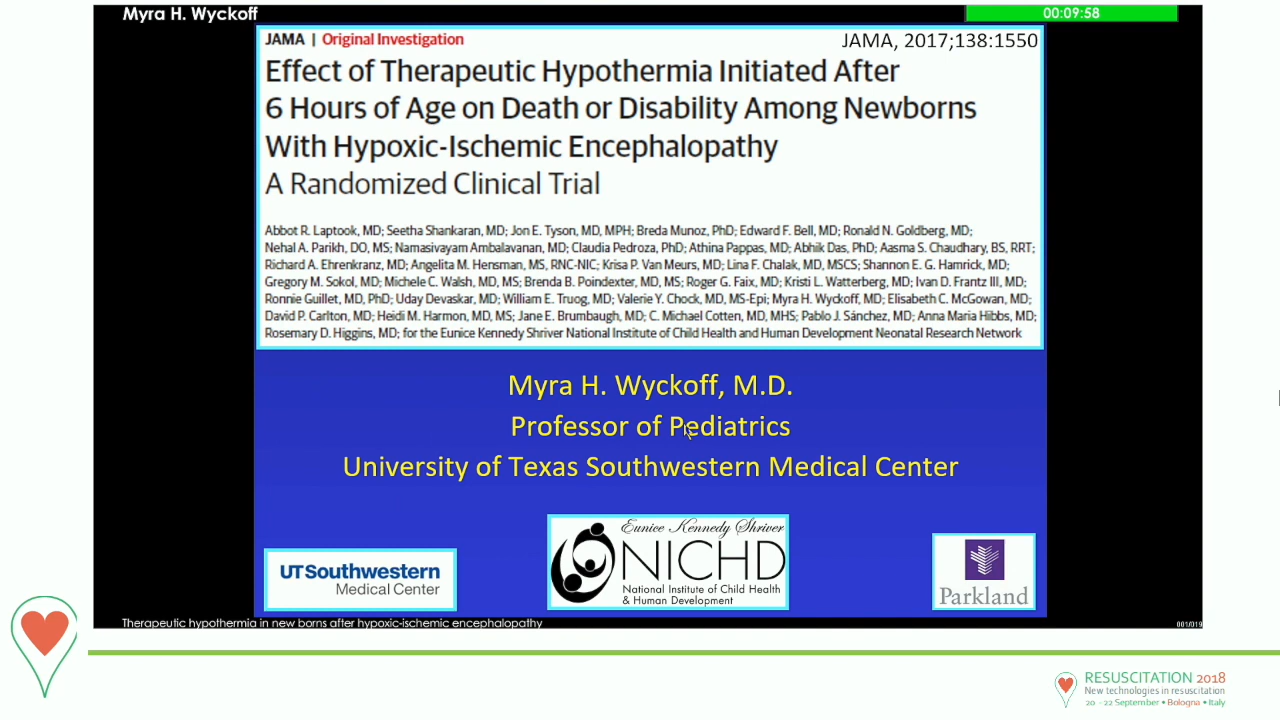 Myra H. Wyckoff
00:09:58
JAMA | Original Investigation
JAMA, 2017;138:1550
Effect of Therapeutic Hypothermia Initiated After
6 Hours of Age on Death or Disability Among Newborns
With Hypoxic-Ischemic Encephalopathy
A Randomized Clinical Trial
Abbot R. Laptook, MD; Seetha Shankaran, MD; Jon E. Tyson, MD, MPH; Breda Munoz, PhD; Edward F. Bell, MD; Ronald N. Goldberg, MD;
Nehal A. Parikh, DO, MS; Namasivayam Ambalavanan, MD; Claudia Pedroza, PhD; Athina Pappas, MD; Abhik Das, PhD; Aasma S. Chaudhary, BS, RRT;
Richard A. Ehrenkranz, MD; Angelita M. Hensman, MS, RNC-NIC; Krisa P. Van Meurs, MD; Lina F. Chalak, MD, MSCS; Shannon E. G. Hamrick, MD;
Gregory M. Sokol, MD; Michele C. Walsh, MD, MS; Brenda B. Poindexter, MD, MS; Roger G. Faix, MD; Kristi L. Watterberg, MD; Ivan D. Frantz III, MD;
Ronnie Guillet, MD, PhD; Uday Devaskar, MD; William E. Truog, MD; Valerie Y. Chock, MD, MS-Epi; Myra H. Wyckoff, MD; Elisabeth C. McGowan, MD;
David P. Carlton, MD; Heidi M. Harmon, MD, MS; Jane E. Brumbaugh, MD; C. Michael Cotten, MD, MHS; Pablo J. Sánchez, MD; Anna Maria Hibbs, MD;
Rosemary D. Higgins, MD; for the Eunice Kennedy Shriver National Institute of Child Health and Human Development Neonatal Research Network
Myra H. Wyckoff, M.D.
Professor of Pediatrics
University of Texas Southwestern Medical Center
UTSouthwestern
Medical Center
Eunice Kennedy Shriver
NICHD
National Institute of Child Health
& Human Development
Parkland
Therapeutic hypothermia in new borns after hypoxic-ischemic encephalopathy
001/019
RESUSCITATION 2018
New technologies in resuscitation
20 - 22 September • Bologna • Italy